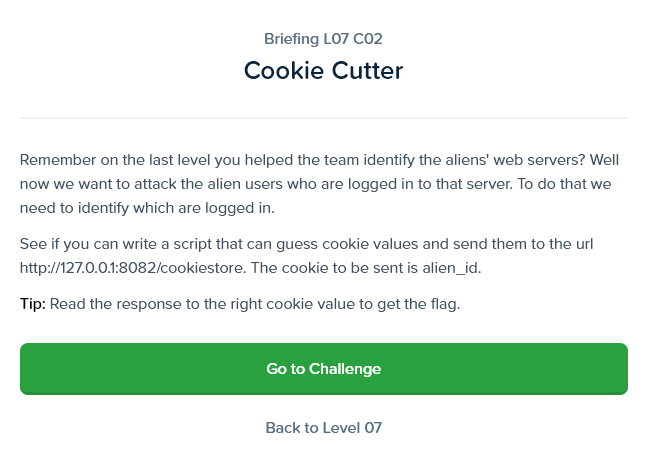 Briefing L07 C02
Cookie Cutter
Remember on the last level you helped the team identify the aliens' web servers? Well
now we want to attack the alien users who are logged in to that server. To do that we
need to identify which are logged in.
See if you can write a script that can guess cookie values and send them to the url
http://127.0.0.1:8082/cookiestore. The cookie to be sent is alien_id.
Tip: Read the response to the right cookie value to get the flag.
Go to Challenge
Back to Level 07